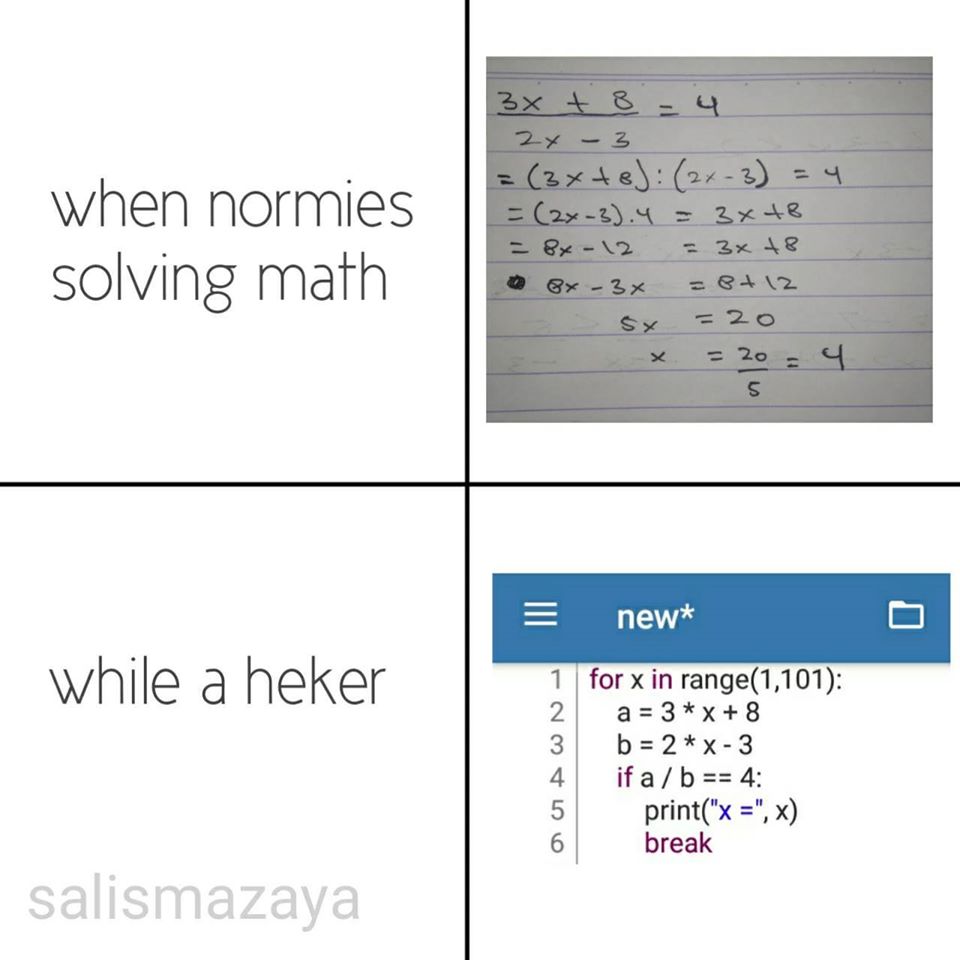 when normies
solving math
3x + 8 = 4
2x - 3
= (3x+8):(2x-3) = 4
= (2x-3).4 = 3x+8
= 8x-12 = 3x+8
8x-3x = 8+12
5x = 20
x = 20 = 4
5
while a heker
new*
1 for x in range(1,101):
2 a = 3 * x + 8
3 b = 2 * x - 3
4 if a / b == 4:
5 print("x =", x)
6 break
salismazaya